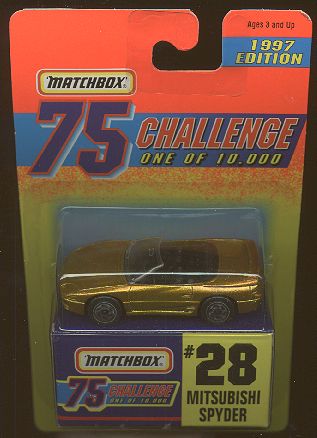 Ages 3 and Up
1997
EDITION
MATCHBOX®
75 CHALLENGE
ONE OF 10,000
MATCHBOX®
75 CHALLENGE
ONE OF 10,000
#28
MITSUBISHI
SPYDER